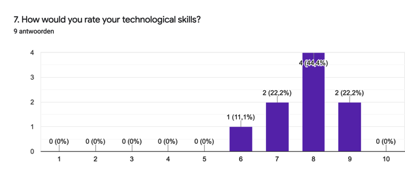 7. How would you rate your technological skills?
9 antwoorden
4
3
2
1
0
0 (0%) 0 (0%) 0 (0%) 0 (0%) 0 (0%) 1 (11,1%) 2 (22,2%) 4 (44,4%) 2 (22,2%) 0 (0%)
1 2 3 4 5 6 7 8 9 10